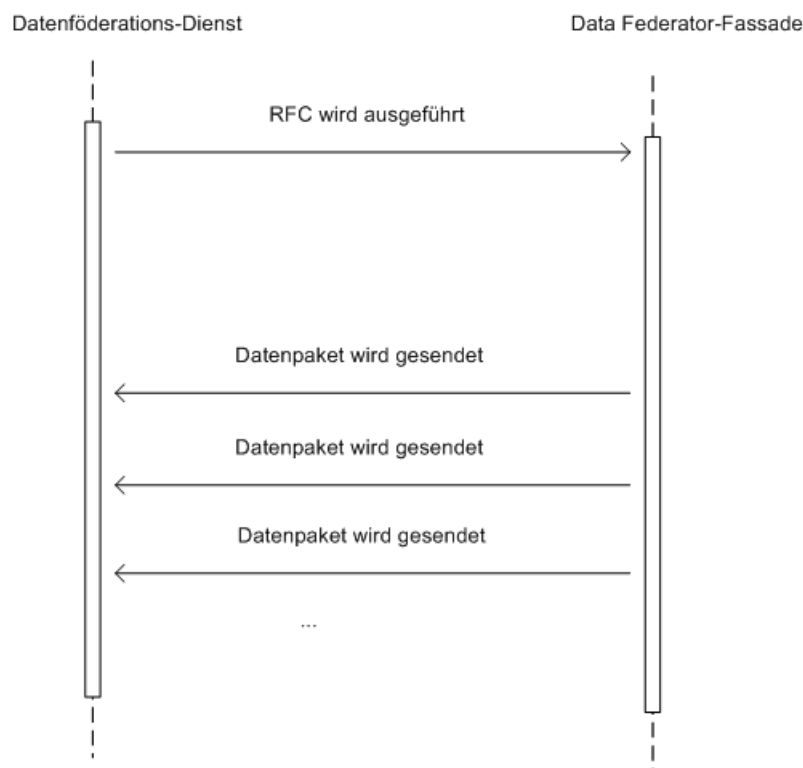 Datenföderations-Dienst
Data Federator-Fassade
RFC wird ausgeführt
Datenpaket wird gesendet
Datenpaket wird gesendet
Datenpaket wird gesendet
...